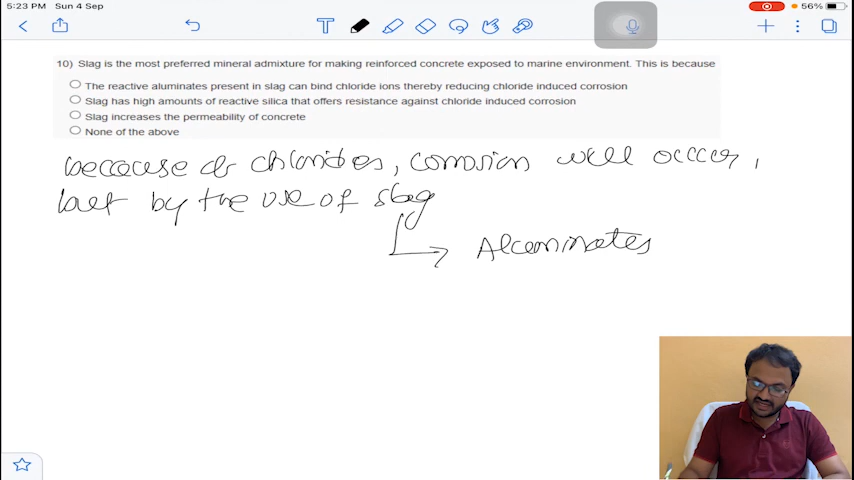 5:23 PM Sun 4 Sep
56%
T
10) Slag is the most preferred mineral admixture for making reinforced concrete exposed to marine environment. This is because
The reactive aluminates present in slag can bind chloride ions thereby reducing chloride induced corrosion
Slag has high amounts of reactive silica that offers resistance against chloride induced corrosion
Slag increases the permeability of concrete
None of the above
because of chlorides, corrosion will occur,
but by the use of slag
Aluminates